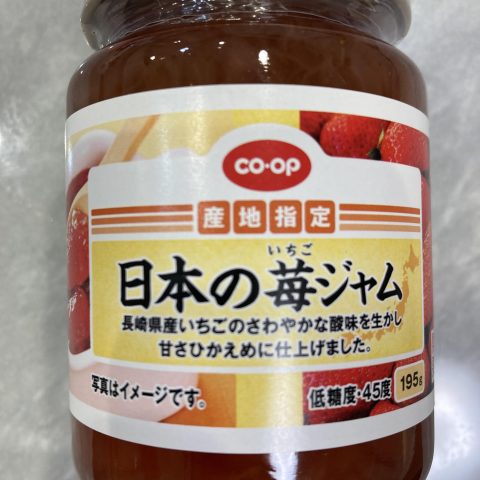 CO·OP
産地指定
いちご
日本の苺ジャム
長崎県産いちごのさわやかな酸味を生かし
甘さひかえめに仕上げました。
写真はイメージです。
低糖度・45度
195g